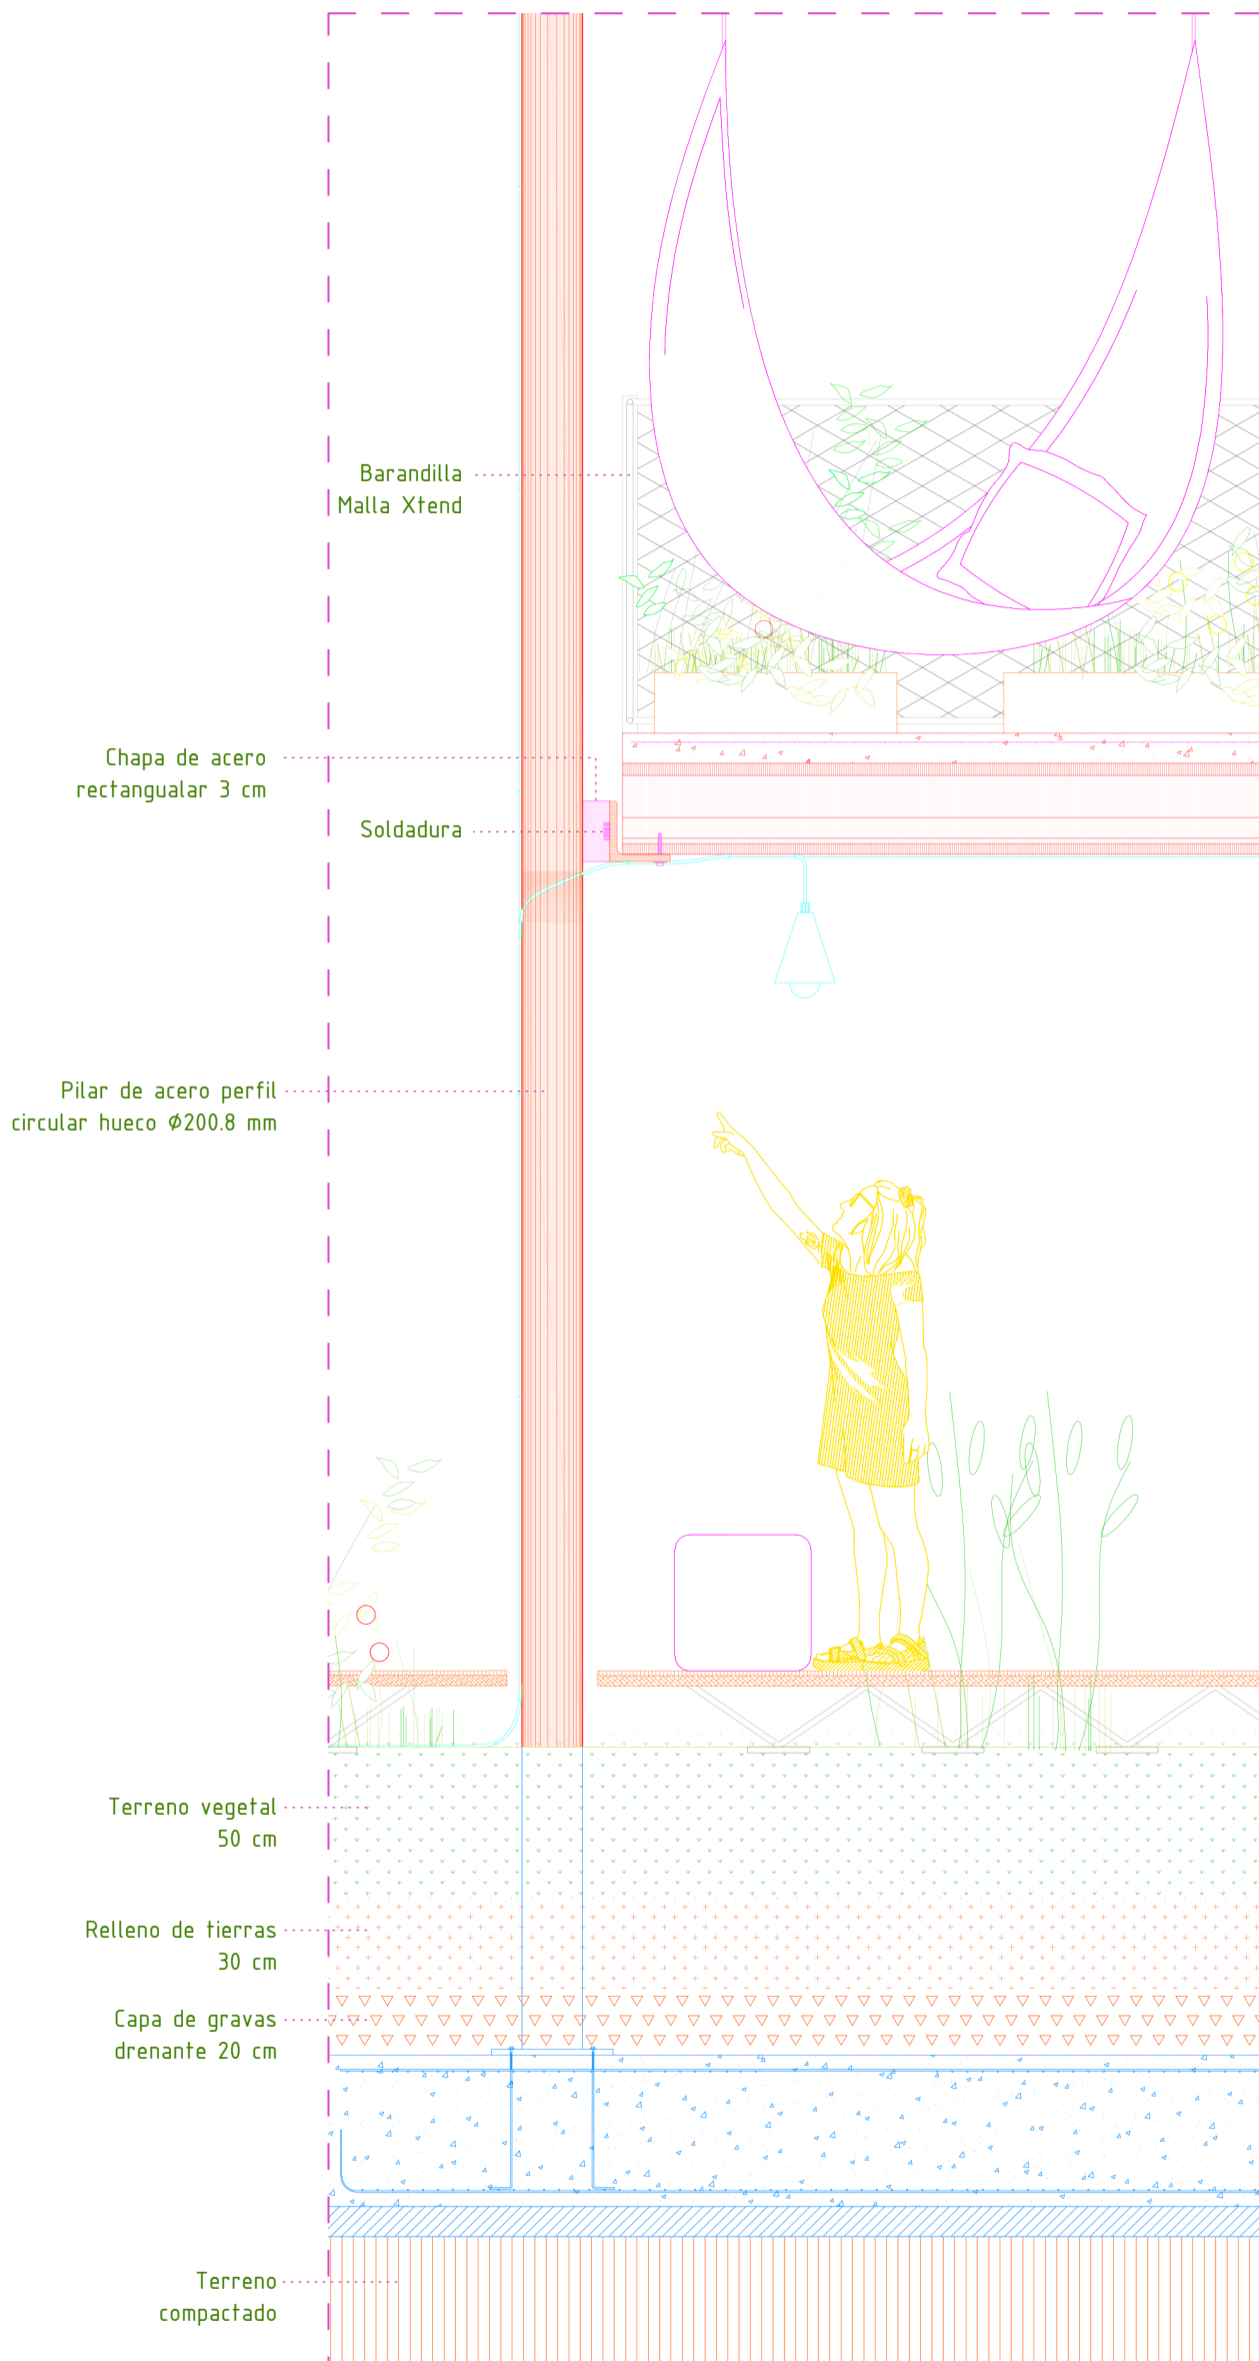 Barandilla
Malla Xtend
Chapa de acero
rectangualar 3 cm
Soldadura
Pilar de acero perfil
circular hueco Ø200.8 mm
Terreno vegetal
50 cm
Relleno de tierras
30 cm
Capa de gravas
drenante 20 cm
Terreno
compactado